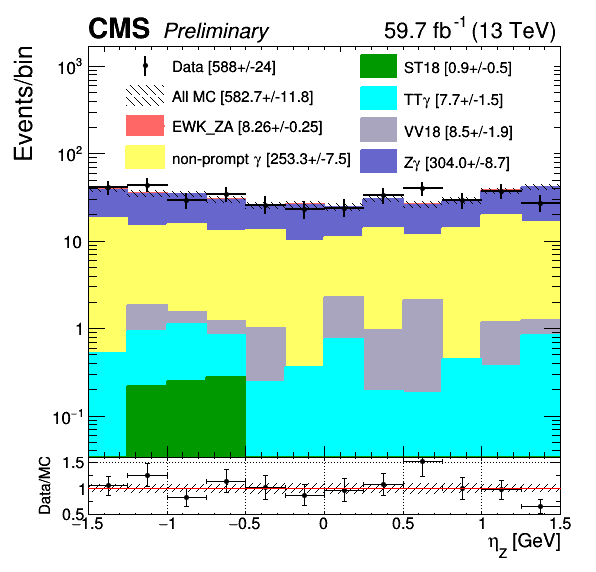 CMS Preliminary 59.7 fb⁻¹ (13 TeV)
Events/bin
Data [588+/-24]
All MC [582.7+/-11.8]
EWK_ZA [8.26+/-0.25]
non-prompt γ [253.3+/-7.5]
ST18 [0.9+/-0.5]
TTγ [7.7+/-1.5]
VV18 [8.5+/-1.9]
Zγ [304.0+/-8.7]
10³
10²
10
1
10⁻¹
Data/MC
1.5
1
0.5
−1.5 −1 −0.5 0 0.5 1 1.5
η_Z [GeV]